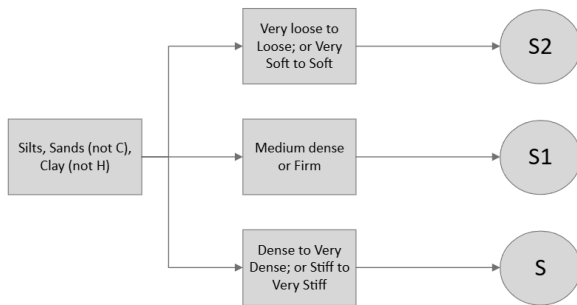 Very loose to
Loose; or Very
Soft to Soft
S2
Silts, Sands (not C),
Clay (not H)
Medium dense
or Firm
S1
Dense to Very
Dense; or Stiff to
Very Stiff
S